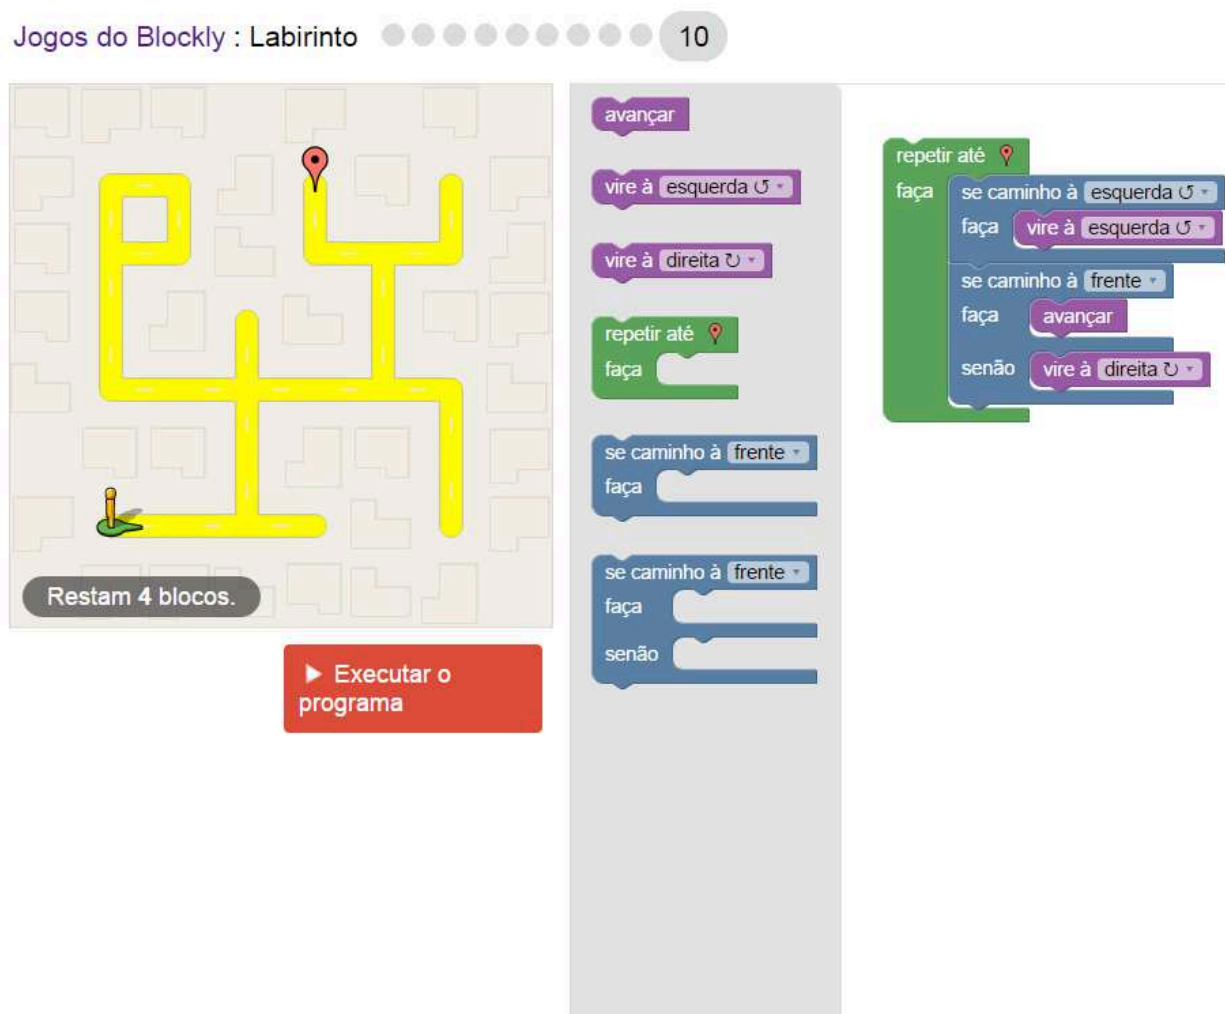 Jogos do Blockly : Labirinto 10
Restam 4 blocos.
Executar o
programa
avançar
vire à esquerda ↺
vire à direita ↻
repetir até
faça
se caminho à frente
faça
se caminho à frente
faça
senão
repetir até
faça
se caminho à esquerda ↺
faça vire à esquerda ↺
se caminho à frente
faça avançar
senão vire à direita ↻